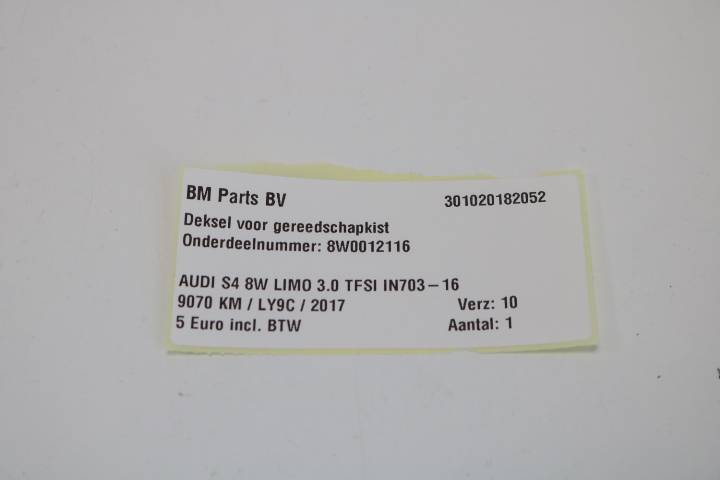 BM Parts BV 301020182052
Deksel voor gereedschapkist
Onderdeelnummer: 8W0012116
AUDI S4 8W LIMO 3.0 TFSI IN703-16
9070 KM / LY9C / 2017 Verz: 10
5 Euro incl. BTW Aantal: 1